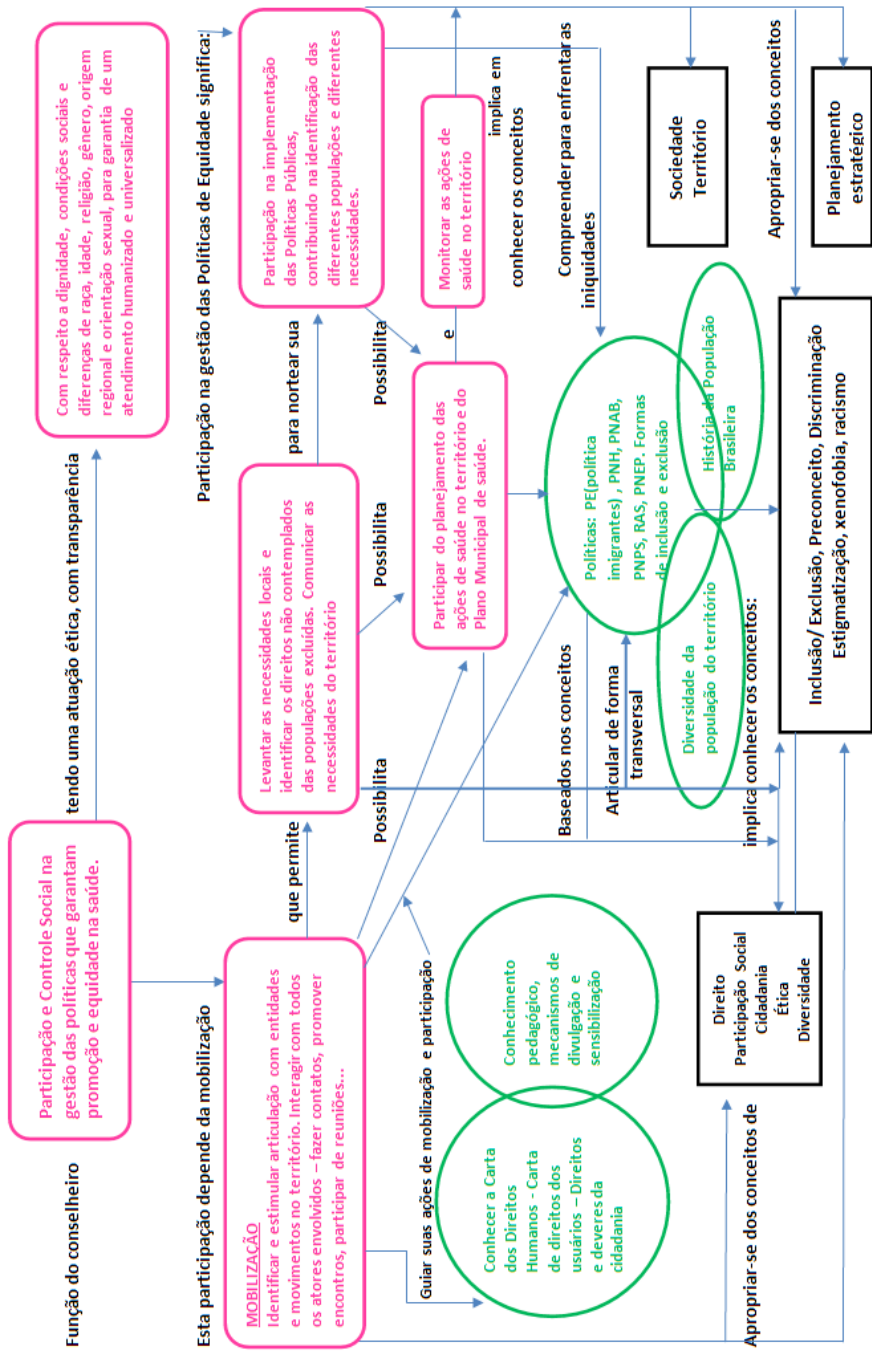 Função do conselheiro
Participação e Controle Social na
gestão das políticas que garantam
promoção e equidade na saúde.
tendo uma atuação ética, com transparência
Com respeito a dignidade, condições sociais e
diferenças de raça, idade, religião, gênero, origem
regional e orientação sexual, para garantia de um
atendimento humanizado e universalizado
Esta participação depende da mobilização
Participação na gestão das Políticas de Equidade significa:
MOBILIZAÇÃO
Identificar e estimular articulação com entidades
e movimentos no território. Interagir com todos
os atores envolvidos – fazer contatos, promover
encontros, participar de reuniões...
que permite
Levantar as necessidades locais e
identificar os direitos não contemplados
das populações excluídas. Comunicar as
necessidades do território
para nortear sua
Participação na implementação
das Políticas Públicas,
contribuindo na identificação das
diferentes populações e diferentes
necessidades.
Possibilita
Possibilita
Possibilita
Participar do planejamento das
ações de saúde no território e do
Plano Municipal de saúde.
e
Monitorar as ações de
saúde no território
implica em
conhecer os conceitos
Guiar suas ações de mobilização e participação
Conhecer a Carta
dos Direitos
Humanos - Carta
de direitos dos
usuários – Direitos
e deveres da
cidadania
Conhecimento
pedagógico,
mecanismos de
divulgação e
sensibilização
Baseados nos conceitos
Articular de forma
transversal
Compreender para enfrentar as
iniquidades
Políticas: PE(política
imigrantes) , PNH, PNAB,
PNPS, RAS, PNEP. Formas
de inclusão e exclusão
Diversidade da
população do território
História da População
Brasileira
Sociedade
Território
Apropriar-se dos conceitos de
Direito
Participação Social
Cidadania
Ética
Diversidade
implica conhecer os conceitos:
Inclusão/ Exclusão, Preconceito, Discriminação
Estigmatização, xenofobia, racismo
Apropriar-se dos conceitos
Planejamento
estratégico